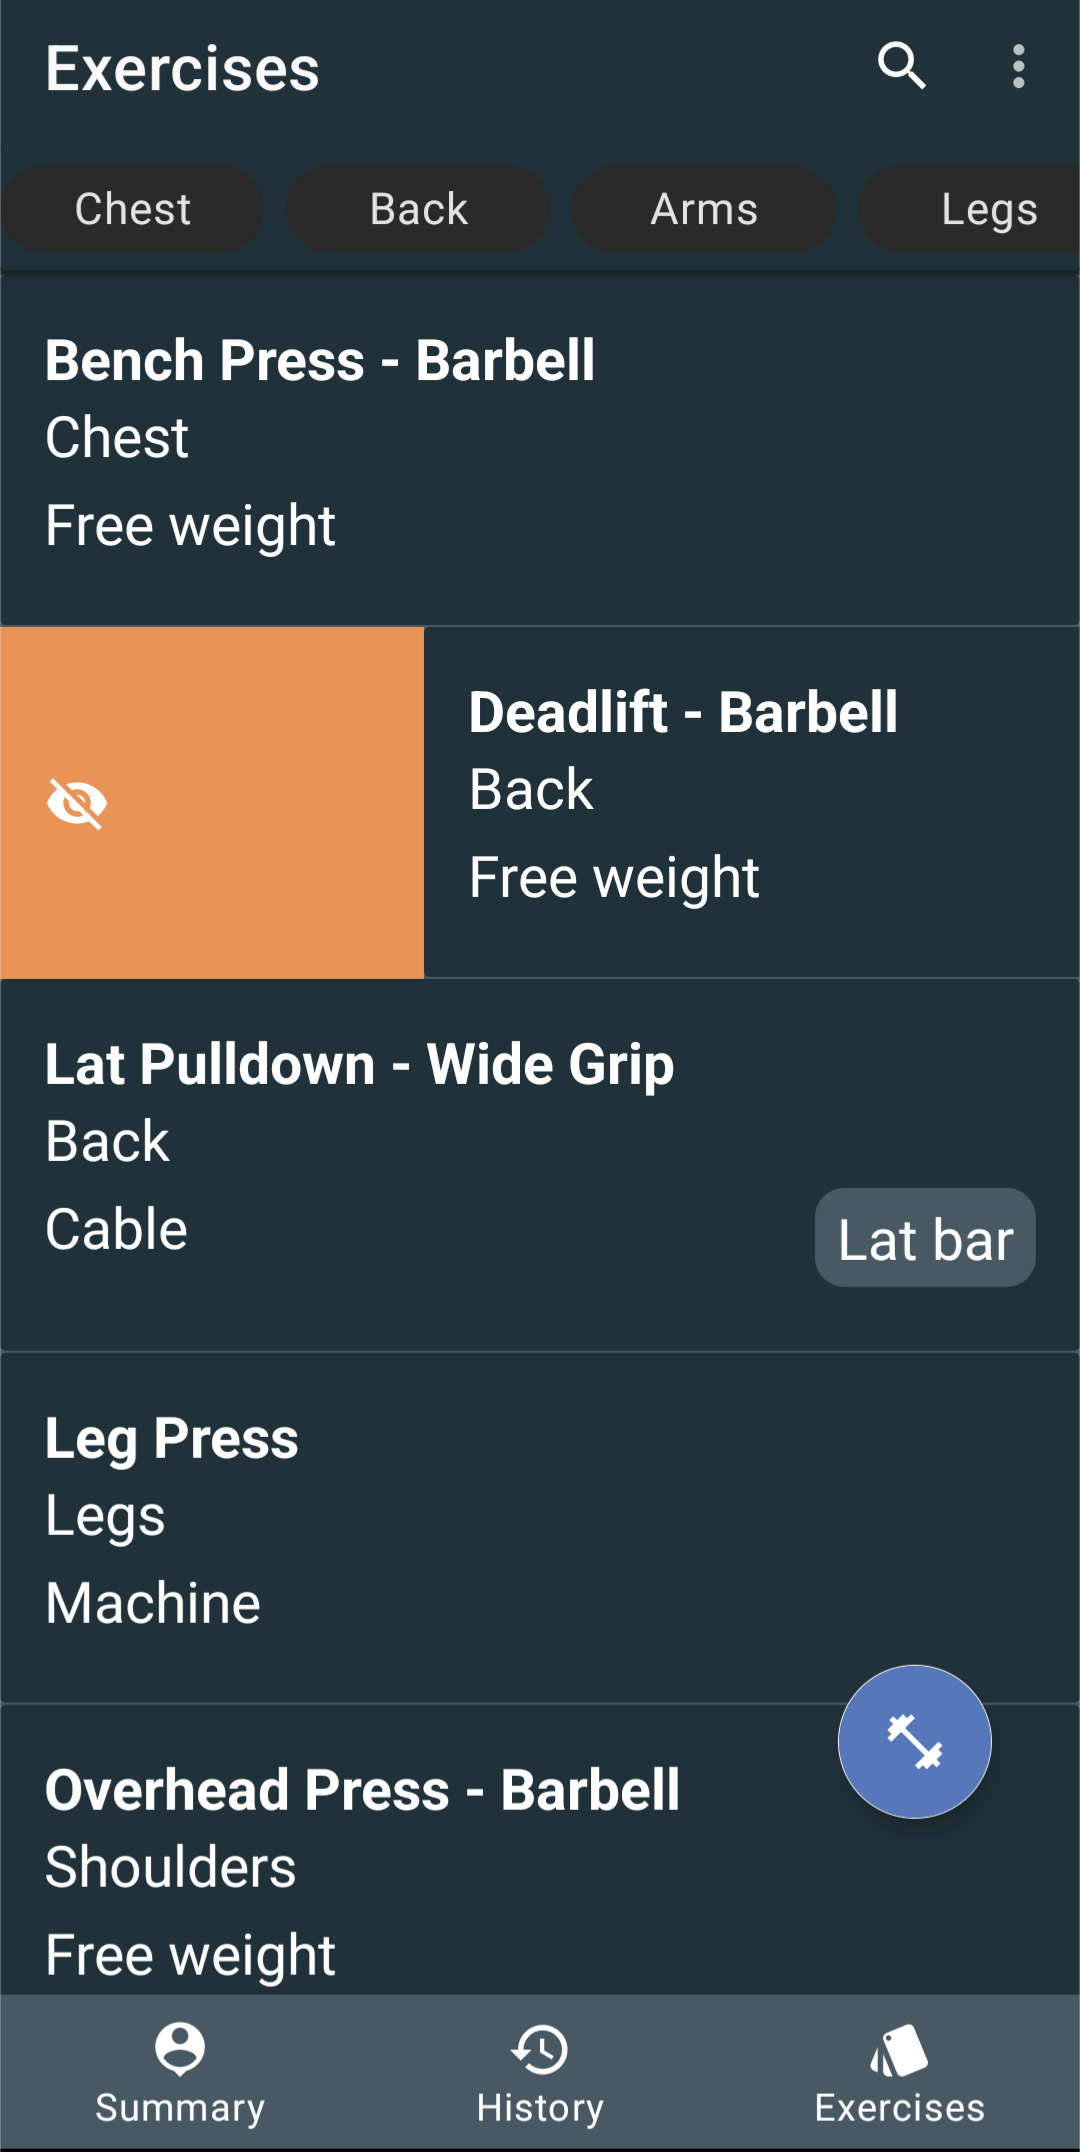 Exercises
Chest Back Arms Legs
Bench Press - Barbell
Chest
Free weight
Deadlift - Barbell
Back
Free weight
Lat Pulldown - Wide Grip
Back
Cable
Lat bar
Leg Press
Legs
Machine
Overhead Press - Barbell
Shoulders
Free weight
Summary History Exercises